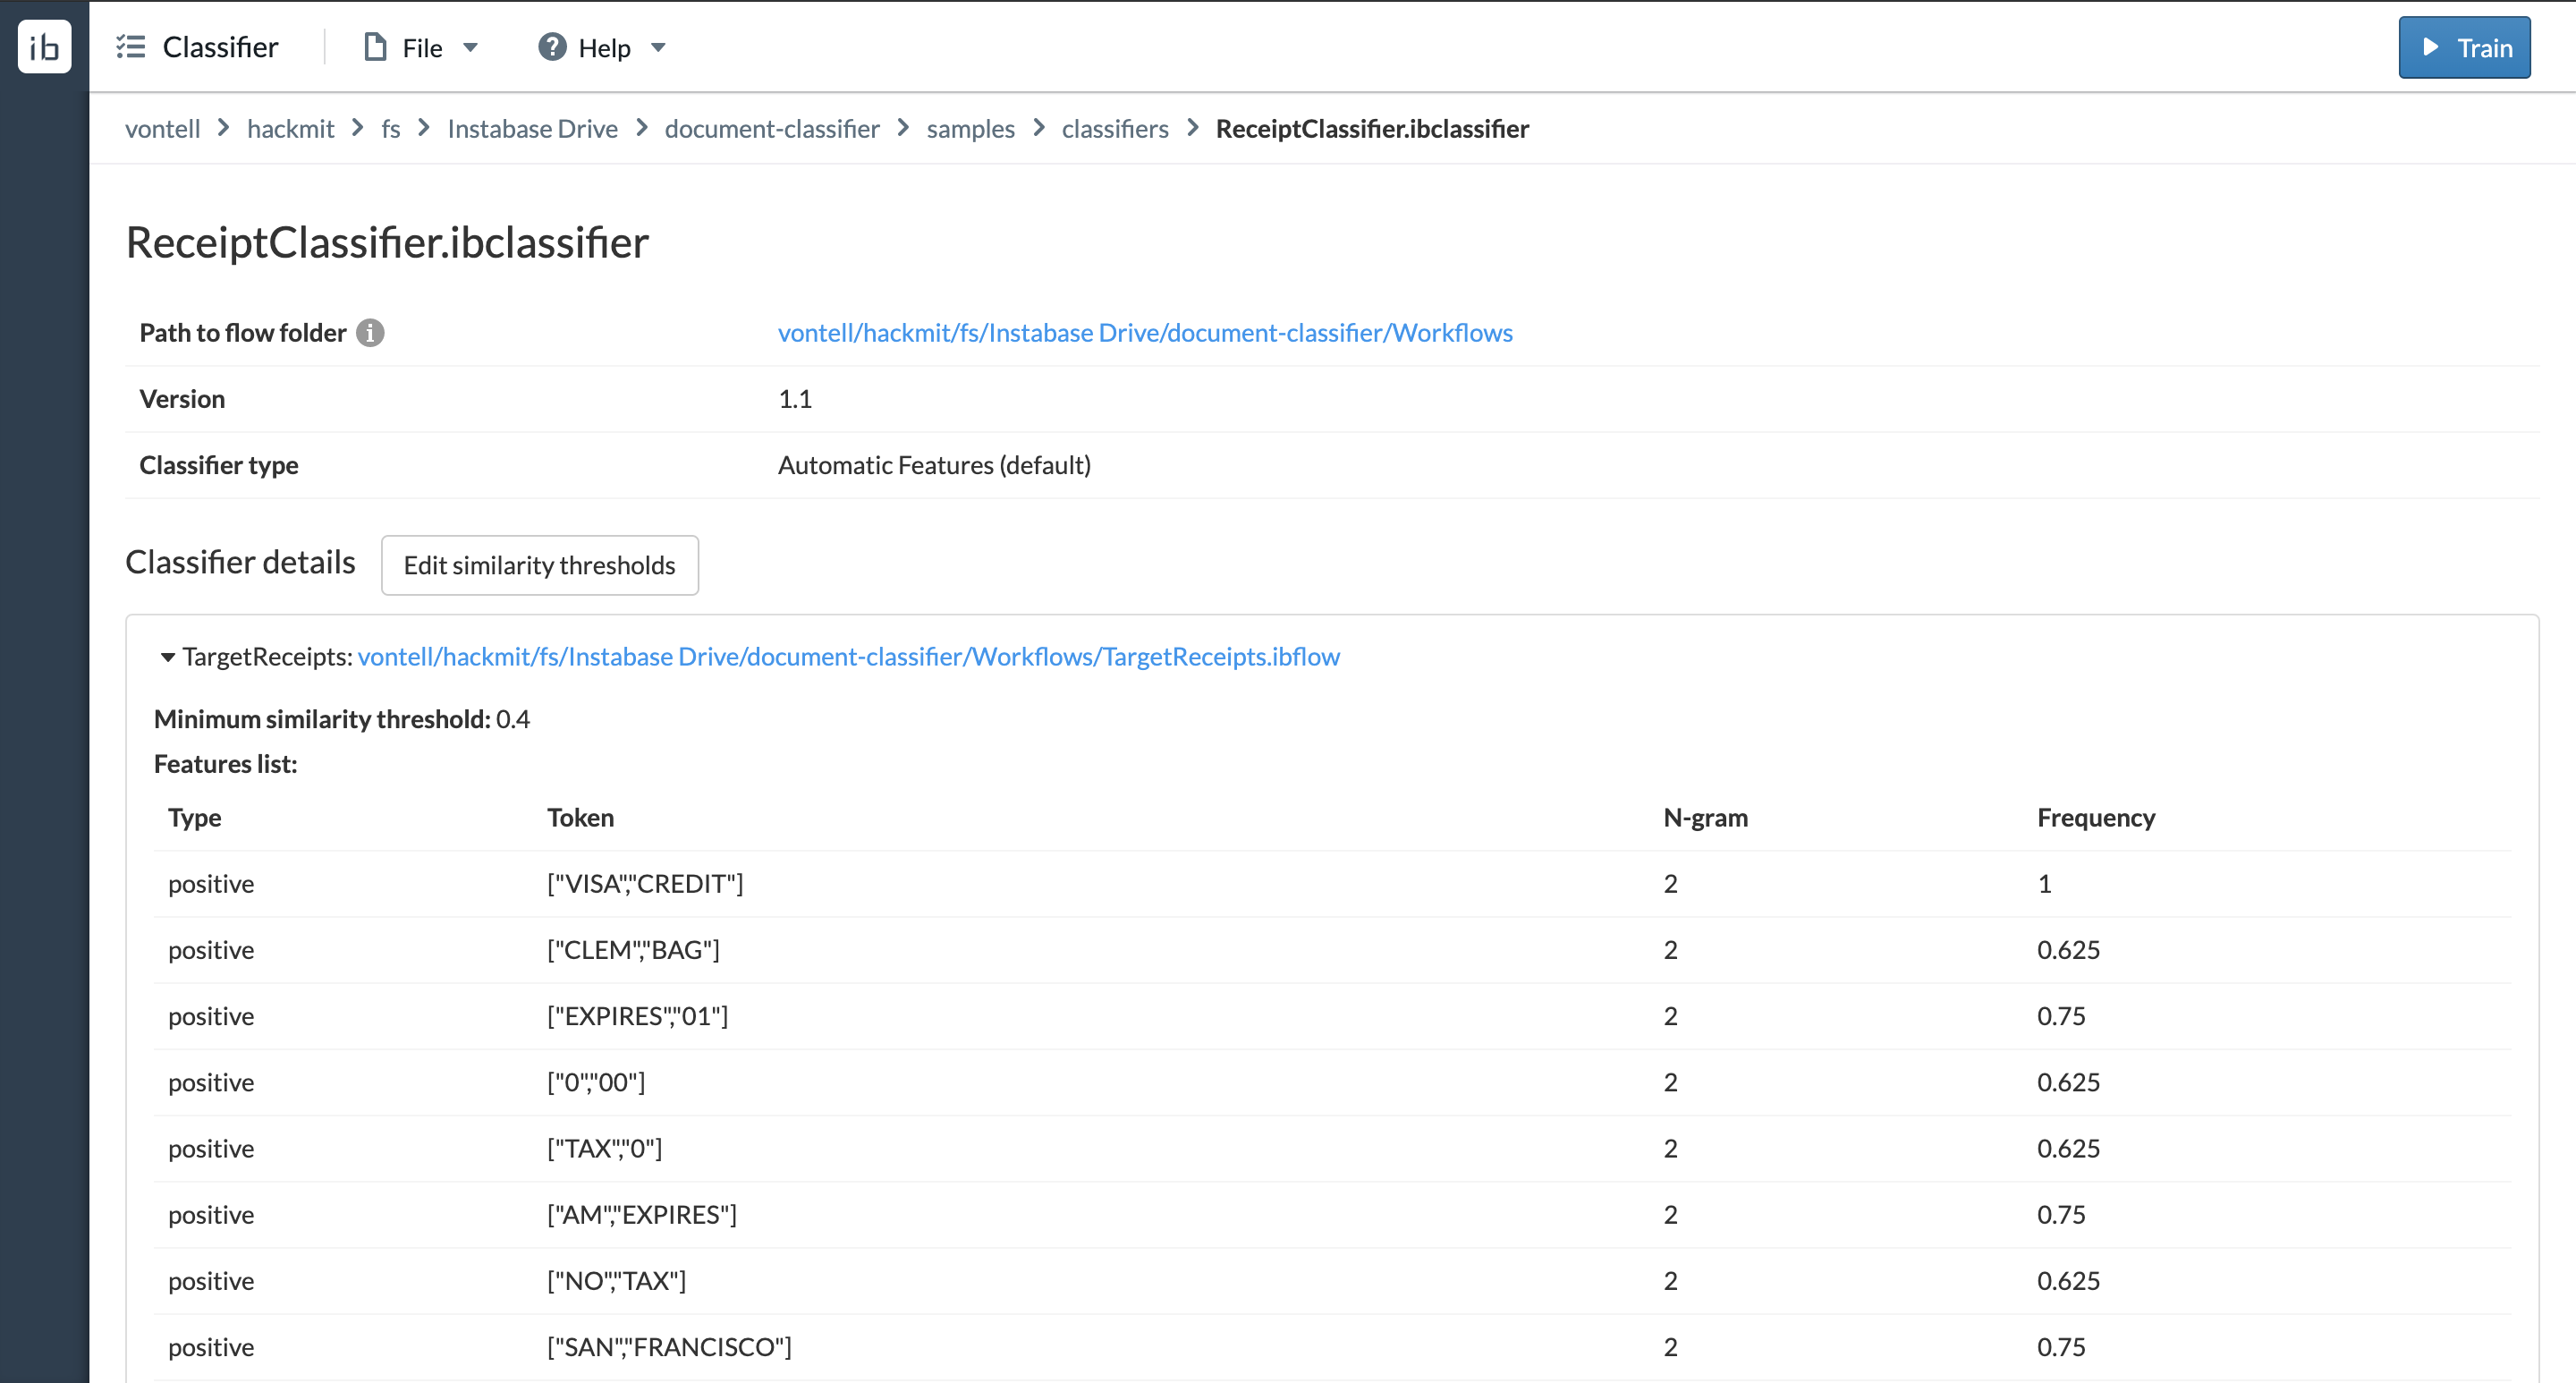 ib Classifier File Help Train
vontell > hackmit > fs > Instabase Drive > document-classifier > samples > classifiers > ReceiptClassifier.ibclassifier
ReceiptClassifier.ibclassifier
Path to flow folder i vontell/hackmit/fs/Instabase Drive/document-classifier/Workflows
Version 1.1
Classifier type Automatic Features (default)
Classifier details Edit similarity thresholds
TargetReceipts: vontell/hackmit/fs/Instabase Drive/document-classifier/Workflows/TargetReceipts.ibflow
Minimum similarity threshold: 0.4
Features list:
Type Token N-gram Frequency
positive ["VISA","CREDIT"] 2 1
positive ["CLEM","BAG"] 2 0.625
positive ["EXPIRES","01"] 2 0.75
positive ["0","00"] 2 0.625
positive ["TAX","0"] 2 0.625
positive ["AM","EXPIRES"] 2 0.75
positive ["NO","TAX"] 2 0.625
positive ["SAN","FRANCISCO"] 2 0.75